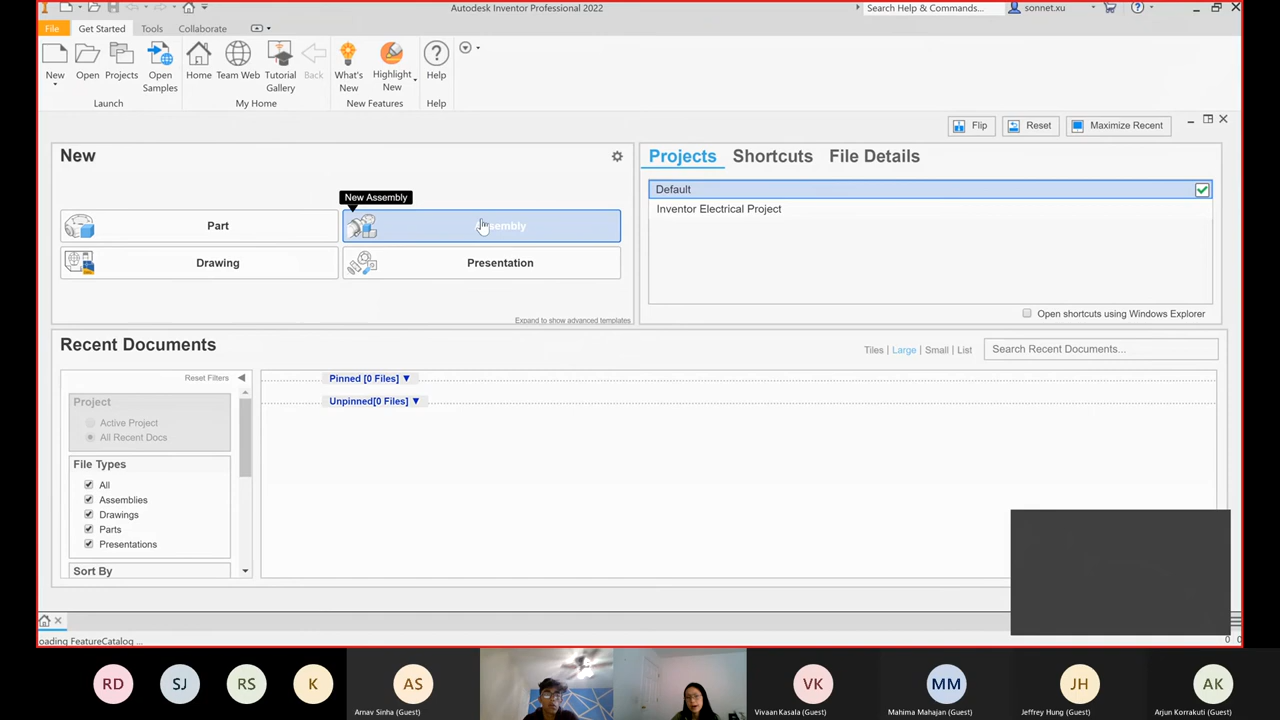 Autodesk Inventor Professional 2022
Search Help & Commands...
sonnet.xu
File
Get Started
Tools
Collaborate
New
Open
Projects
Open
Samples
Home
Team Web
Tutorial
Gallery
Back
What's
New
Highlight
New
Help
Launch
My Home
New Features
Help
Flip
Reset
Maximize Recent
New
New Assembly
Part
Drawing
Presentation
Expand to show advanced templates
Projects
Shortcuts
File Details
Default
Inventor Electrical Project
Open shortcuts using Windows Explorer
Recent Documents
Tiles | Large | Small | List
Search Recent Documents...
Reset Filters
Project
Active Project
All Recent Docs
File Types
All
Assemblies
Drawings
Parts
Presentations
Sort By
Pinned [0 Files]
Unpinned[0 Files]
oading FeatureCatalog ...
0 0
RD
SJ
RS
K
AS
Arnav Sinha (Guest)
VK
Vivaan Kasala (Guest)
MM
Mahima Mahajan (Guest)
JH
Jeffrey Hung (Guest)
AK
Arjun Korrakuti (Guest)